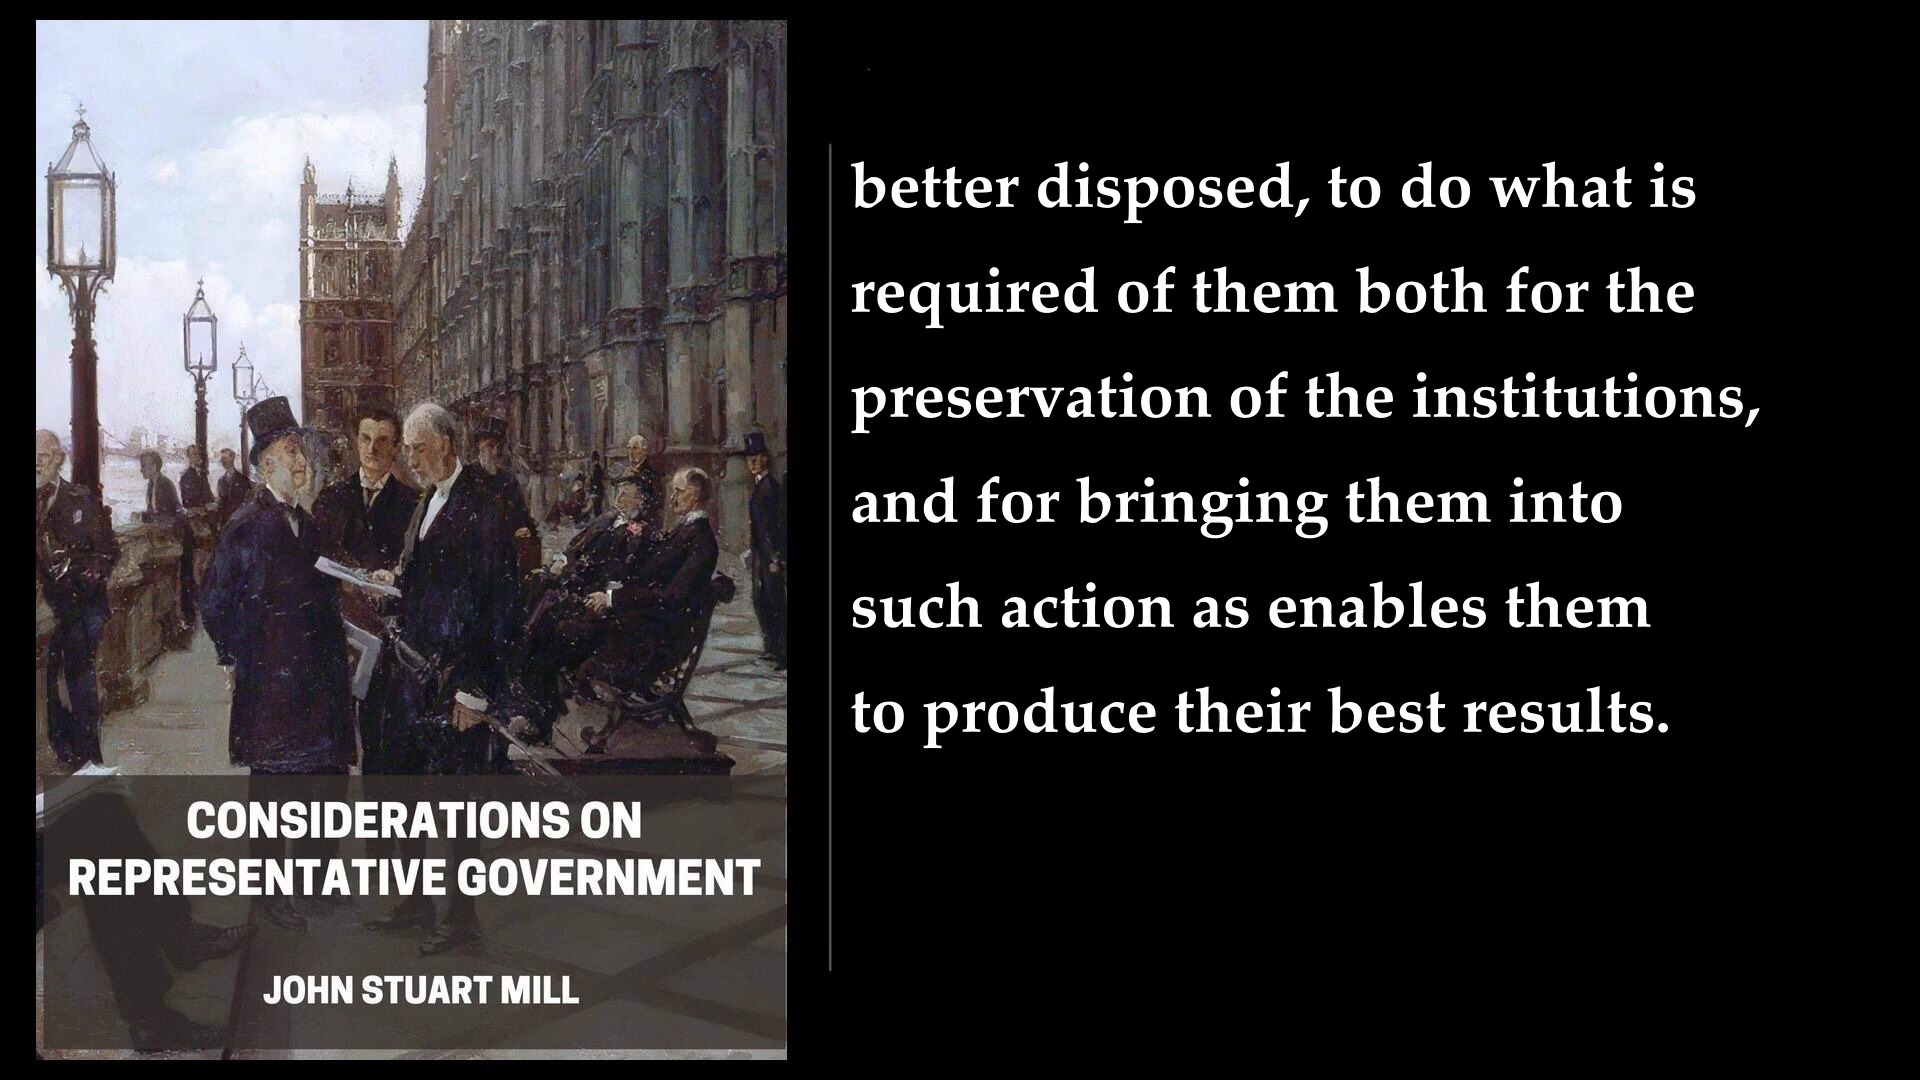 CONSIDERATIONS ON
REPRESENTATIVE GOVERNMENT
JOHN STUART MILL
better disposed, to do what is
required of them both for the
preservation of the institutions,
and for bringing them into
such action as enables them
to produce their best results.